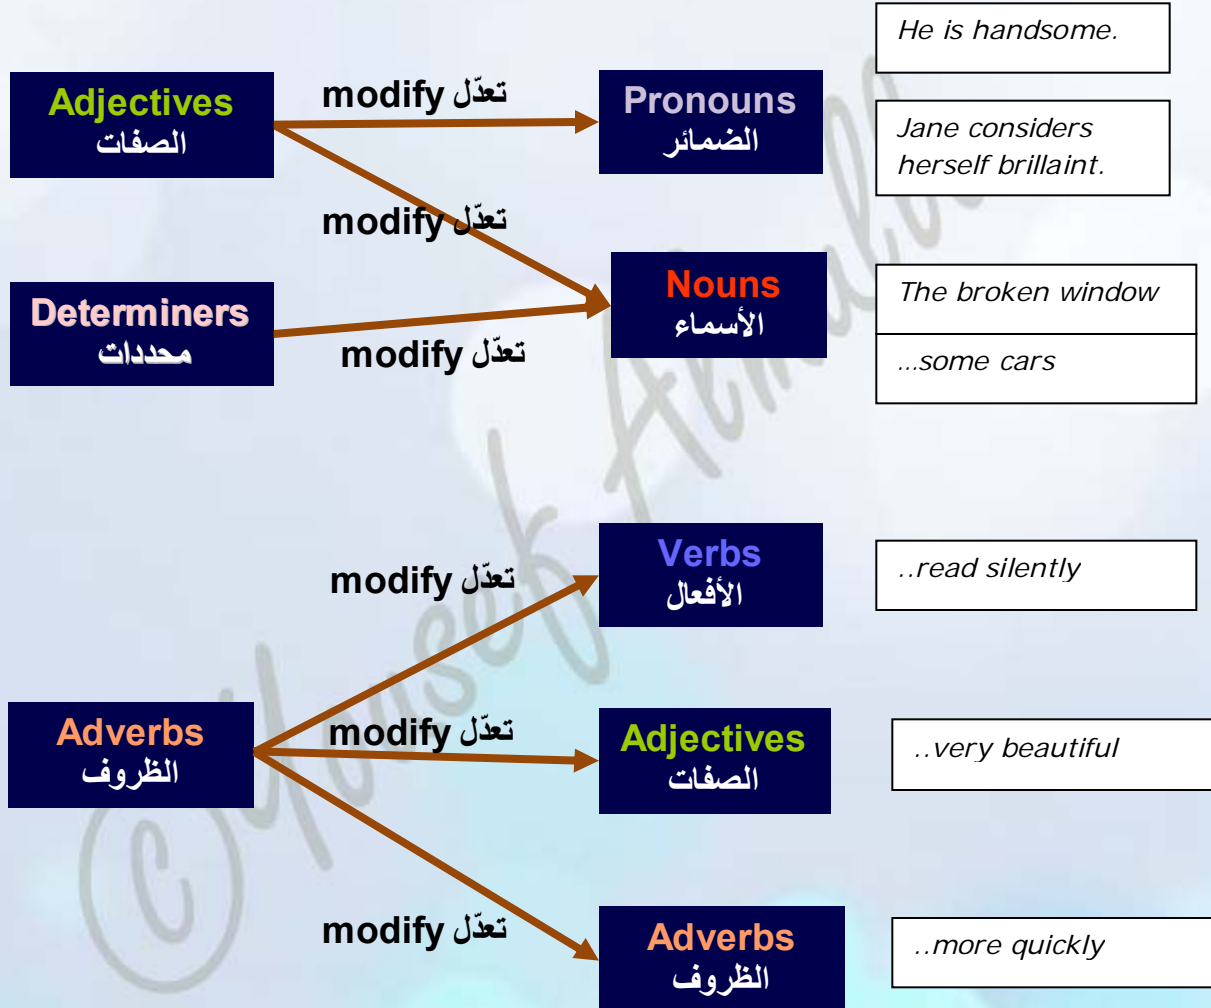 He is handsome.
Adjectives
الصفات
modify تعدّل
Pronouns
الضمائر
Jane considers
herself brillaint.
modify تعدّل
Determiners
محددات
modify تعدّل
Nouns
الأسماء
The broken window
...some cars
modify تعدّل
Verbs
الأفعال
..read silently
Adverbs
الظروف
modify تعدّل
Adjectives
الصفات
..very beautiful
modify تعدّل
Adverbs
الظروف
..more quickly
© Yousef